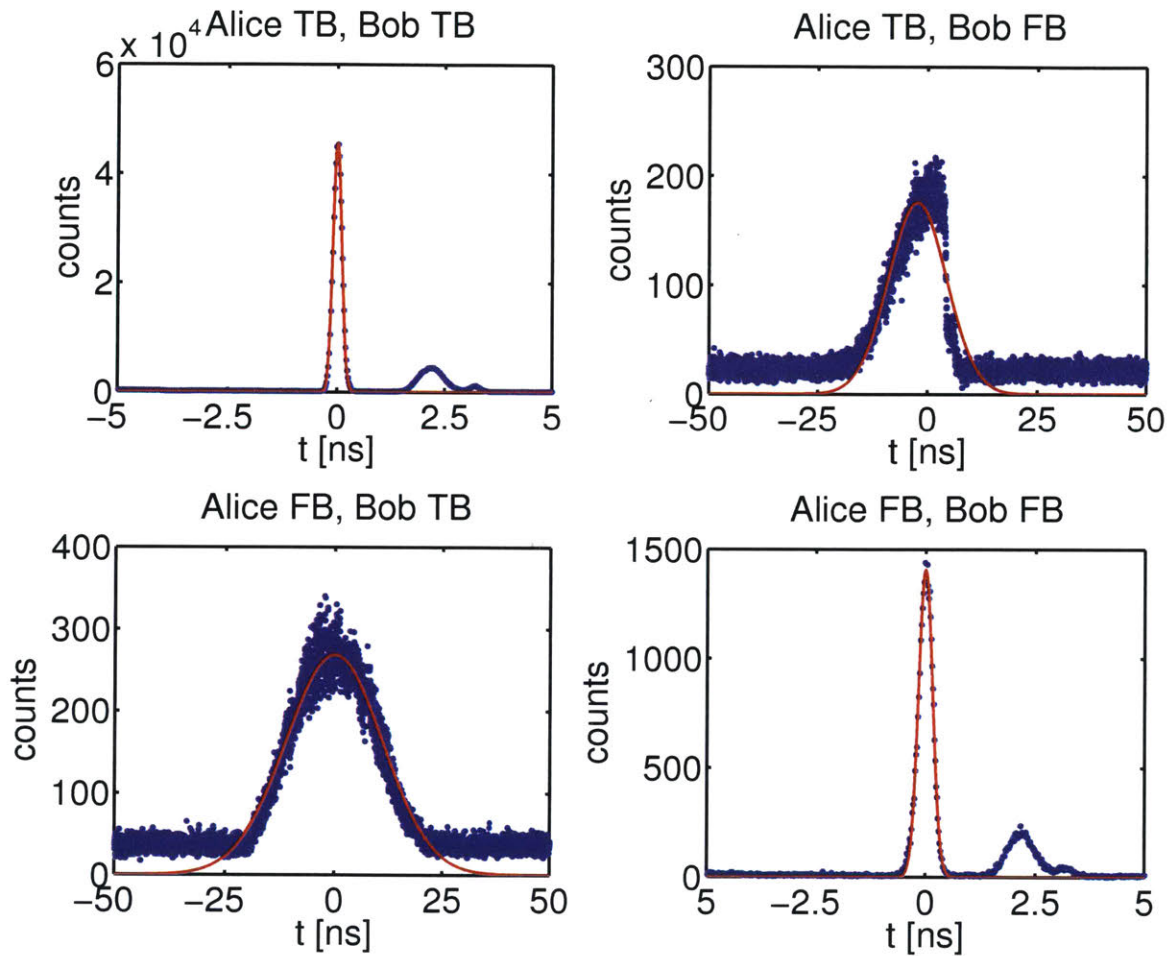 Alice TB, Bob TB
x 10⁴
6
4
2
0
counts
−5 −2.5 0 2.5 5
t [ns]
Alice TB, Bob FB
300
200
100
0
counts
−50 −25 0 25 50
t [ns]
Alice FB, Bob TB
400
300
200
100
0
counts
−50 −25 0 25 50
t [ns]
Alice FB, Bob FB
1500
1000
500
0
counts
5 −2.5 0 2.5 5
t [ns]